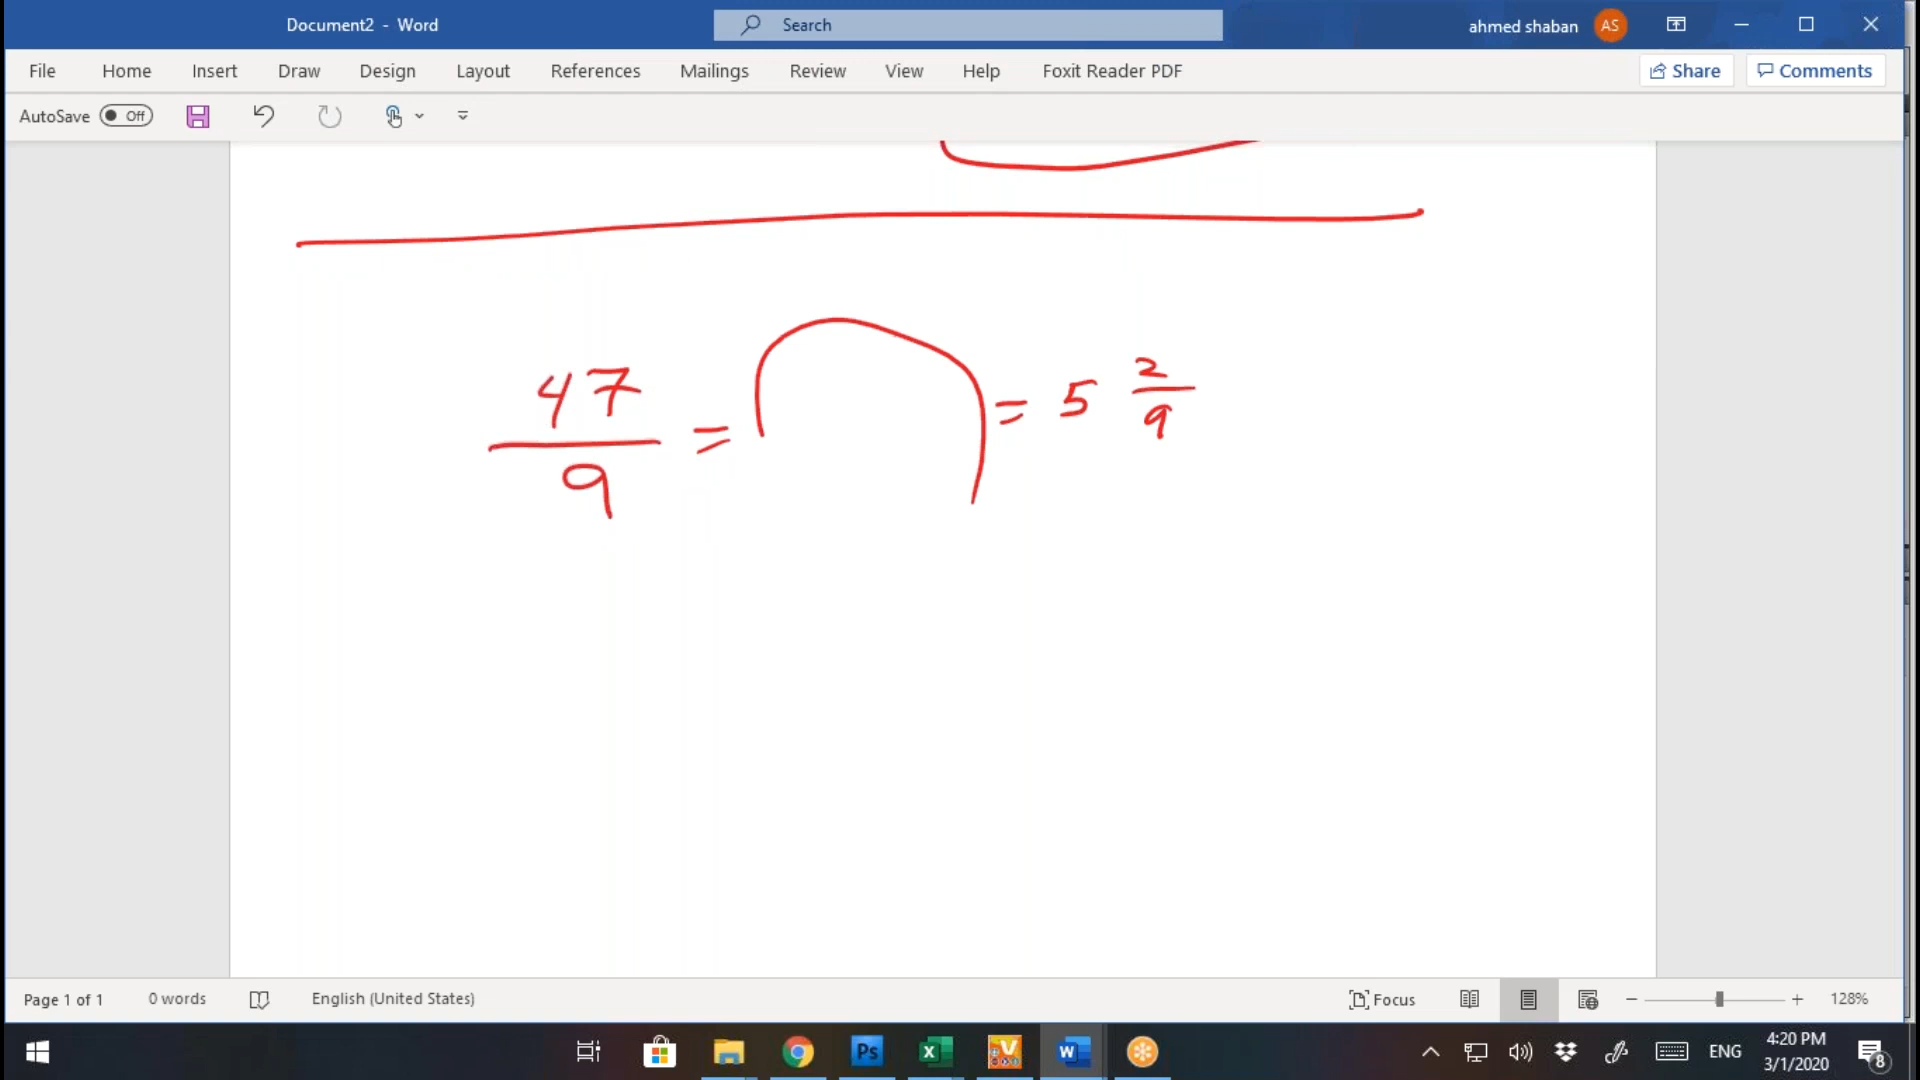 Document2 - Word
Search
ahmed shaban AS
File Home Insert Draw Design Layout References Mailings Review View Help Foxit Reader PDF Share Comments
AutoSave Off
47/9 = = 5 2/9
Page 1 of 1 0 words English (United States) Focus − + 128%
Ps X V W ENG 4:20 PM
3/1/2020 8